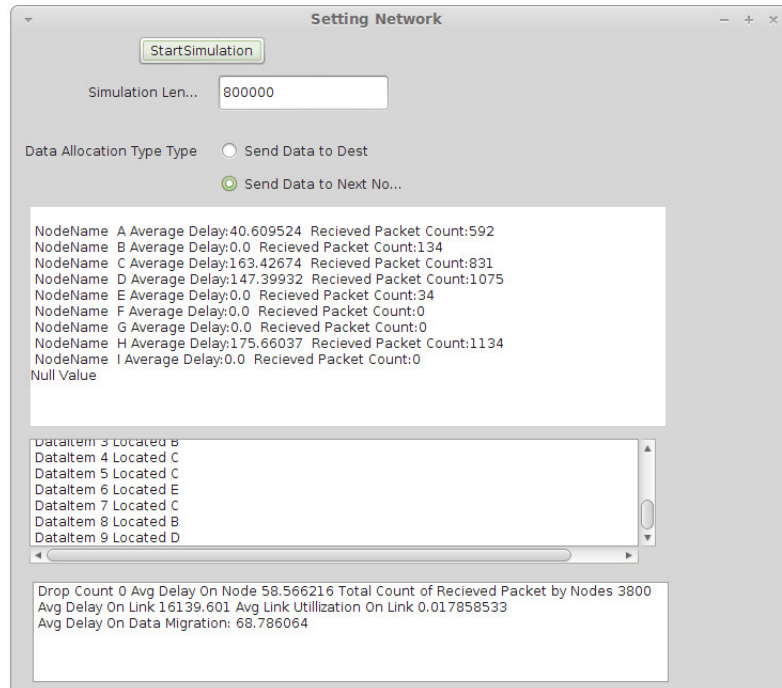 Setting Network
StartSimulation
Simulation Len...
800000
Data Allocation Type Type
Send Data to Dest
Send Data to Next No...
NodeName A Average Delay:40.609524 Recieved Packet Count:592
NodeName B Average Delay:0.0 Recieved Packet Count:134
NodeName C Average Delay:163.42674 Recieved Packet Count:831
NodeName D Average Delay:147.39932 Recieved Packet Count:1075
NodeName E Average Delay:0.0 Recieved Packet Count:34
NodeName F Average Delay:0.0 Recieved Packet Count:0
NodeName G Average Delay:0.0 Recieved Packet Count:0
NodeName H Average Delay:175.66037 Recieved Packet Count:1134
NodeName I Average Delay:0.0 Recieved Packet Count:0
Null Value
DataItem 3 Located B
DataItem 4 Located C
DataItem 5 Located C
DataItem 6 Located E
DataItem 7 Located C
DataItem 8 Located B
DataItem 9 Located D
Drop Count 0 Avg Delay On Node 58.566216 Total Count of Recieved Packet by Nodes 3800
Avg Delay On Link 16139.601 Avg Link Utillization On Link 0.017858533
Avg Delay On Data Migration: 68.786064